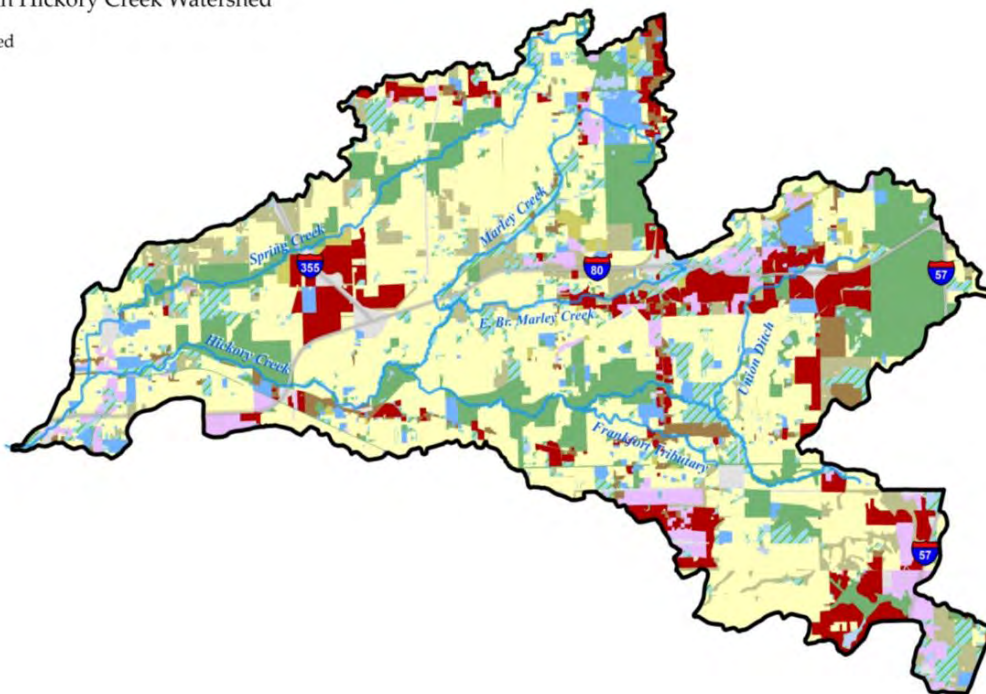 Hickory Creek Watershed
Marley Creek
Spring Creek
355
80
57
E. Br. Marley Creek
Hickory Creek
Union Ditch
Frankfort Tributary
57